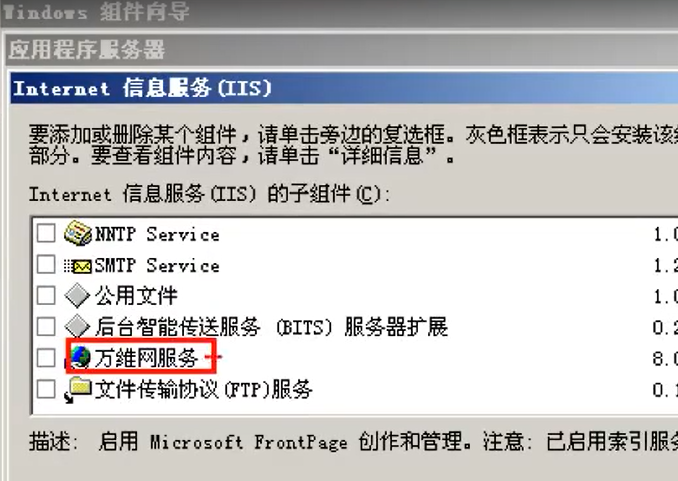 Windows 组件向导
应用程序服务器
Internet 信息服务(IIS)
要添加或删除某个组件，请单击旁边的复选框。灰色框表示只会安装该
部分。要查看组件内容，请单击“详细信息”。
Internet 信息服务(IIS) 的子组件(C):
NNTP Service 1.
SMTP Service 1.2
公用文件 1.
后台智能传送服务 (BITS) 服务器扩展 0.2
万维网服务 8.
文件传输协议(FTP)服务 0.
描述: 启用 Microsoft FrontPage 创作和管理。注意: 已启用索引服